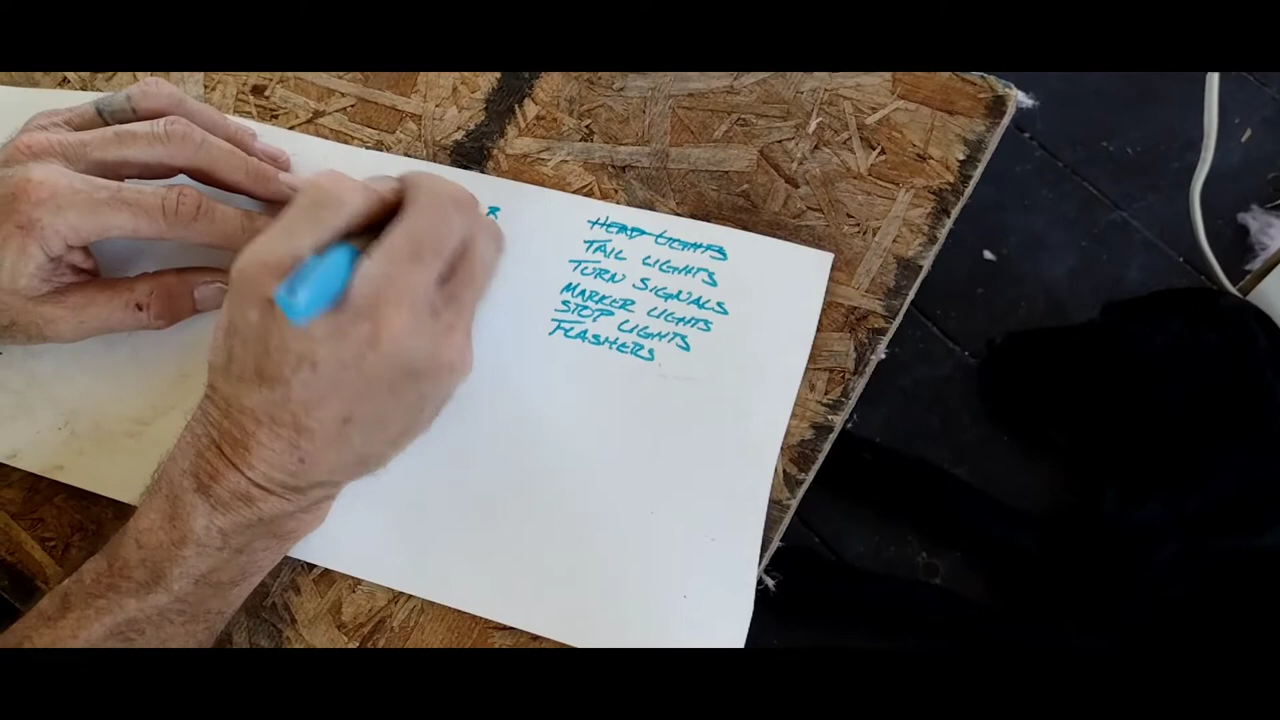 HEAD LIGHTS
TAIL LIGHTS
TURN SIGNALS
MARKER LIGHTS
STOP LIGHTS
FLASHERS